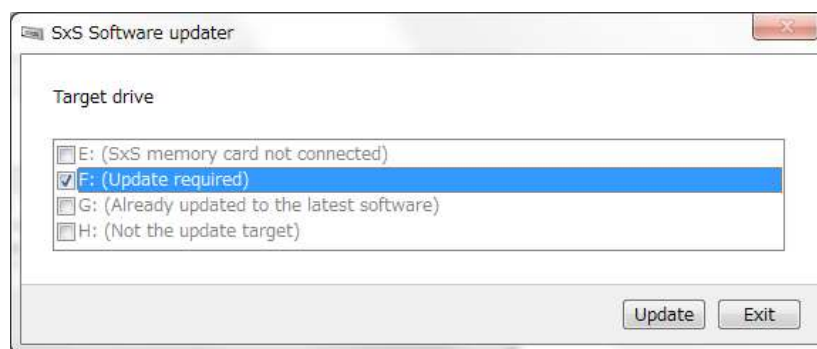 SxS Software updater
Target drive
E: (SxS memory card not connected)
F: (Update required)
G: (Already updated to the latest software)
H: (Not the update target)
Update Exit